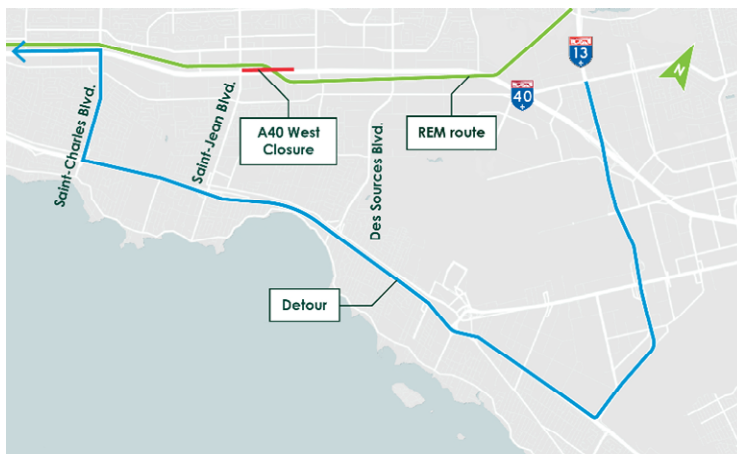 13
N
40
A40 West
Closure
REM route
Saint-Charles Blvd.
Saint-Jean Blvd.
Des Sources Blvd.
Detour